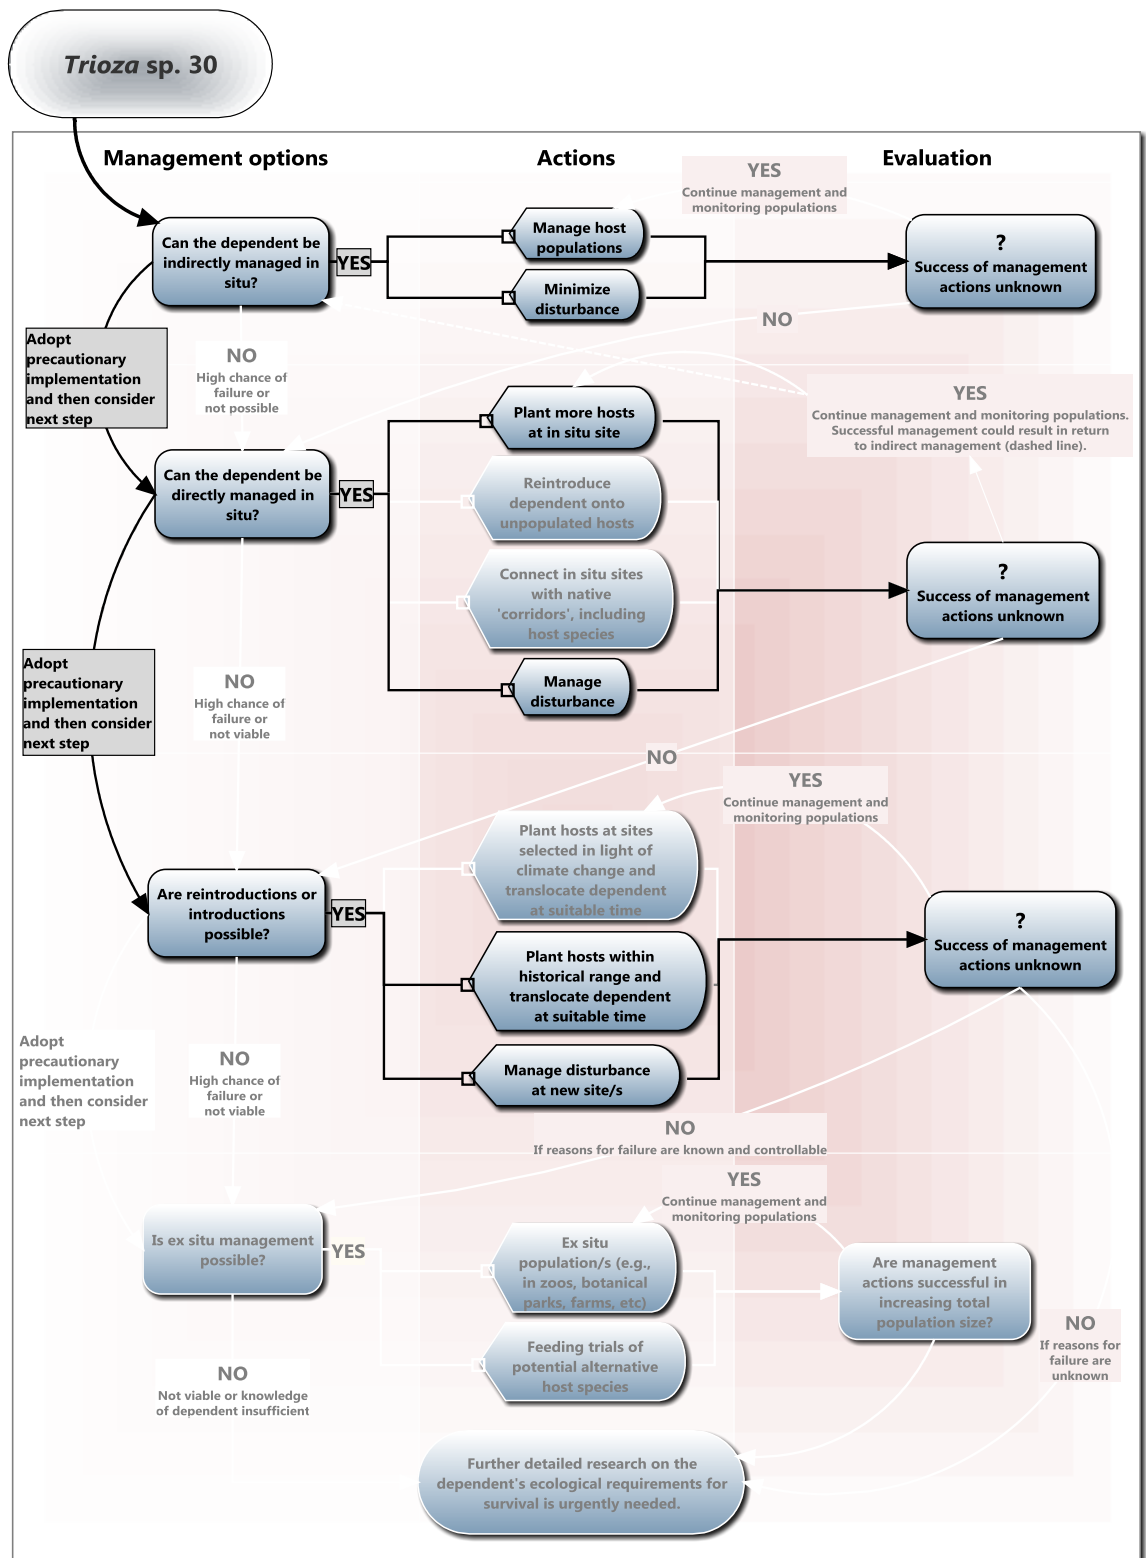 Trioza sp. 30
Management options
Actions
Evaluation
YES
Continue management and
monitoring populations
Can the dependent be
indirectly managed in
situ?
YES
Manage host
populations
Minimize
disturbance
?
Success of management
actions unknown
NO
Adopt
precautionary
implementation
and then consider
next step
NO
High chance of
failure or
not possible
YES
Continue management and monitoring populations.
Successful management could result in return
to indirect management (dashed line).
Can the dependent be
directly managed in
situ?
YES
Plant more hosts
at in situ site
Reintroduce
dependent onto
unpopulated hosts
Connect in situ sites
with native
'corridors', including
host species
Manage
disturbance
?
Success of management
actions unknown
Adopt
precautionary
implementation
and then consider
next step
NO
High chance of
failure or
not viable
NO
YES
Continue management and
monitoring populations
Are reintroductions or
introductions
possible?
YES
Plant hosts at sites
selected in light of
climate change and
translocate dependent
at suitable time
Plant hosts within
historical range and
translocate dependent
at suitable time
Manage disturbance
at new site/s
?
Success of management
actions unknown
Adopt
precautionary
implementation
and then consider
next step
NO
High chance of
failure or
not viable
NO
If reasons for failure are known and controllable
YES
Continue management and
monitoring populations
Is ex situ management
possible?
YES
Ex situ
population/s (e.g.,
in zoos, botanical
parks, farms, etc)
Feeding trials of
potential alternative
host species
Are management
actions successful in
increasing total
population size?
NO
If reasons for
failure are
unknown
NO
Not viable or knowledge
of dependent insufficient
Further detailed research on the
dependent's ecological requirements for
survival is urgently needed.